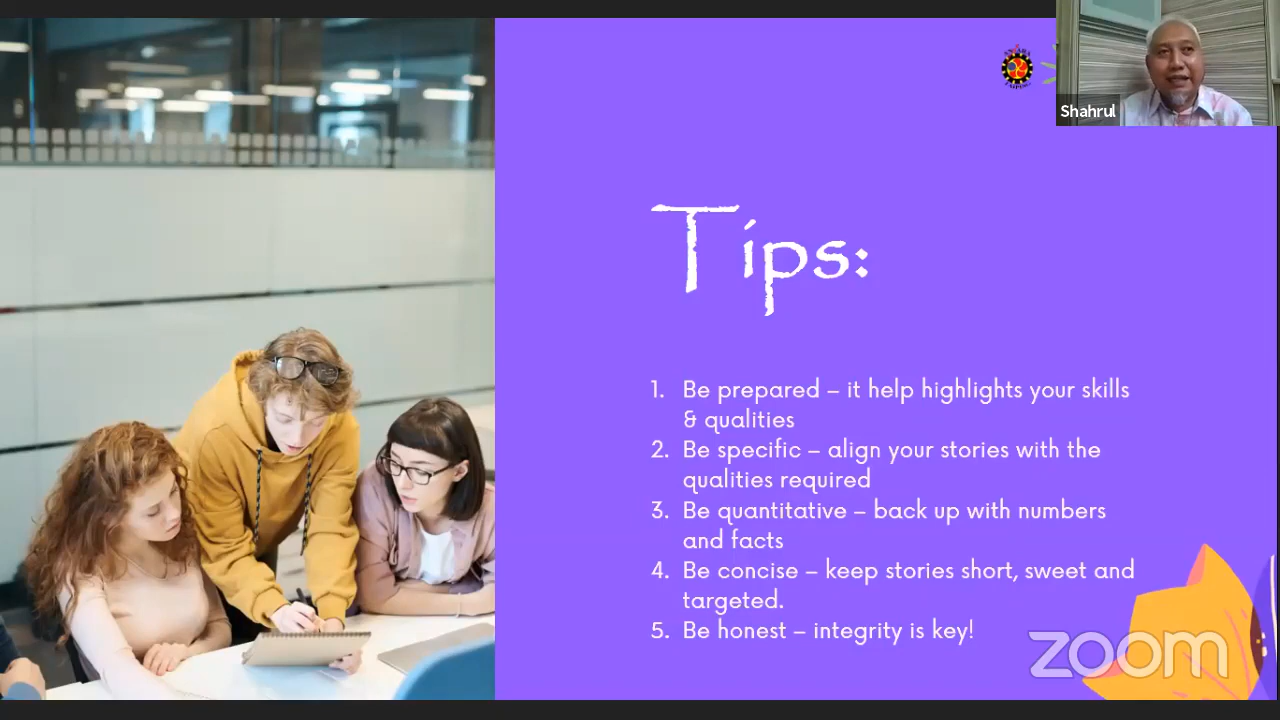 Shahrul
Tips:
1. Be prepared – it help highlights your skills
& qualities
2. Be specific – align your stories with the
qualities required
3. Be quantitative – back up with numbers
and facts
4. Be concise – keep stories short, sweet and
targeted.
5. Be honest – integrity is key!
zoom